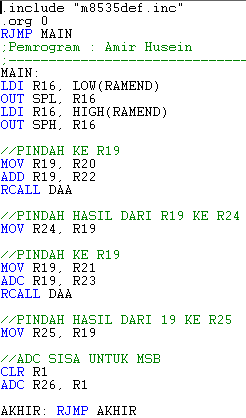 .include "m8535def.inc"
.org 0
RJMP MAIN
;Pemrogram : Amir Husein
;--------------------------------
MAIN:
LDI R16, LOW(RAMEND)
OUT SPL, R16
LDI R16, HIGH(RAMEND)
OUT SPH, R16
//PINDAH KE R19
MOV R19, R20
ADD R19, R22
RCALL DAA
//PINDAH HASIL DARI R19 KE R24
MOV R24, R19
//PINDAH KE R19
MOV R19, R21
ADC R19, R23
RCALL DAA
//PINDAH HASIL DARI 19 KE R25
MOV R25, R19
//ADC SISA UNTUK MSB
CLR R1
ADC R26, R1
AKHIR: RJMP AKHIR